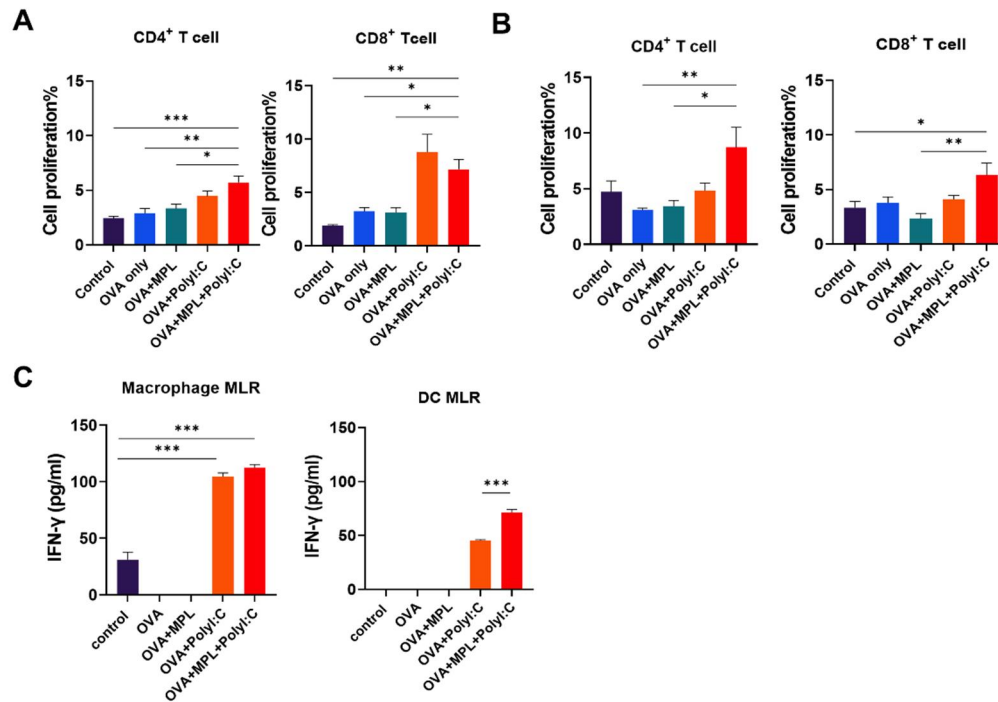 A
CD4+ T cell
Cell proliferation%
15
10
5
0
***
**
*
Control
OVA only
OVA+MPL
OVA+PolyI:C
OVA+MPL+PolyI:C
CD8+ Tcell
Cell proliferation%
15
10
5
0
**
*
*
Control
OVA only
OVA+MPL
OVA+PolyI:C
OVA+MPL+PolyI:C
B
CD4+ T cell
Cell proliferation%
15
10
5
0
**
*
Control
OVA only
OVA+MPL
OVA+PolyI:C
OVA+MPL+PolyI:C
CD8+ T cell
Cell proliferation%
15
10
5
0
*
**
Control
OVA only
OVA+MPL
OVA+PolyI:C
OVA+MPL+PolyI:C
C
Macrophage MLR
IFN-γ (pg/ml)
150
100
50
0
***
***
control
OVA
OVA+MPL
OVA+PolyI:C
OVA+MPL+PolyI:C
DC MLR
IFN-γ (pg/ml)
150
100
50
0
***
control
OVA
OVA+MPL
OVA+PolyI:C
OVA+MPL+PolyI:C